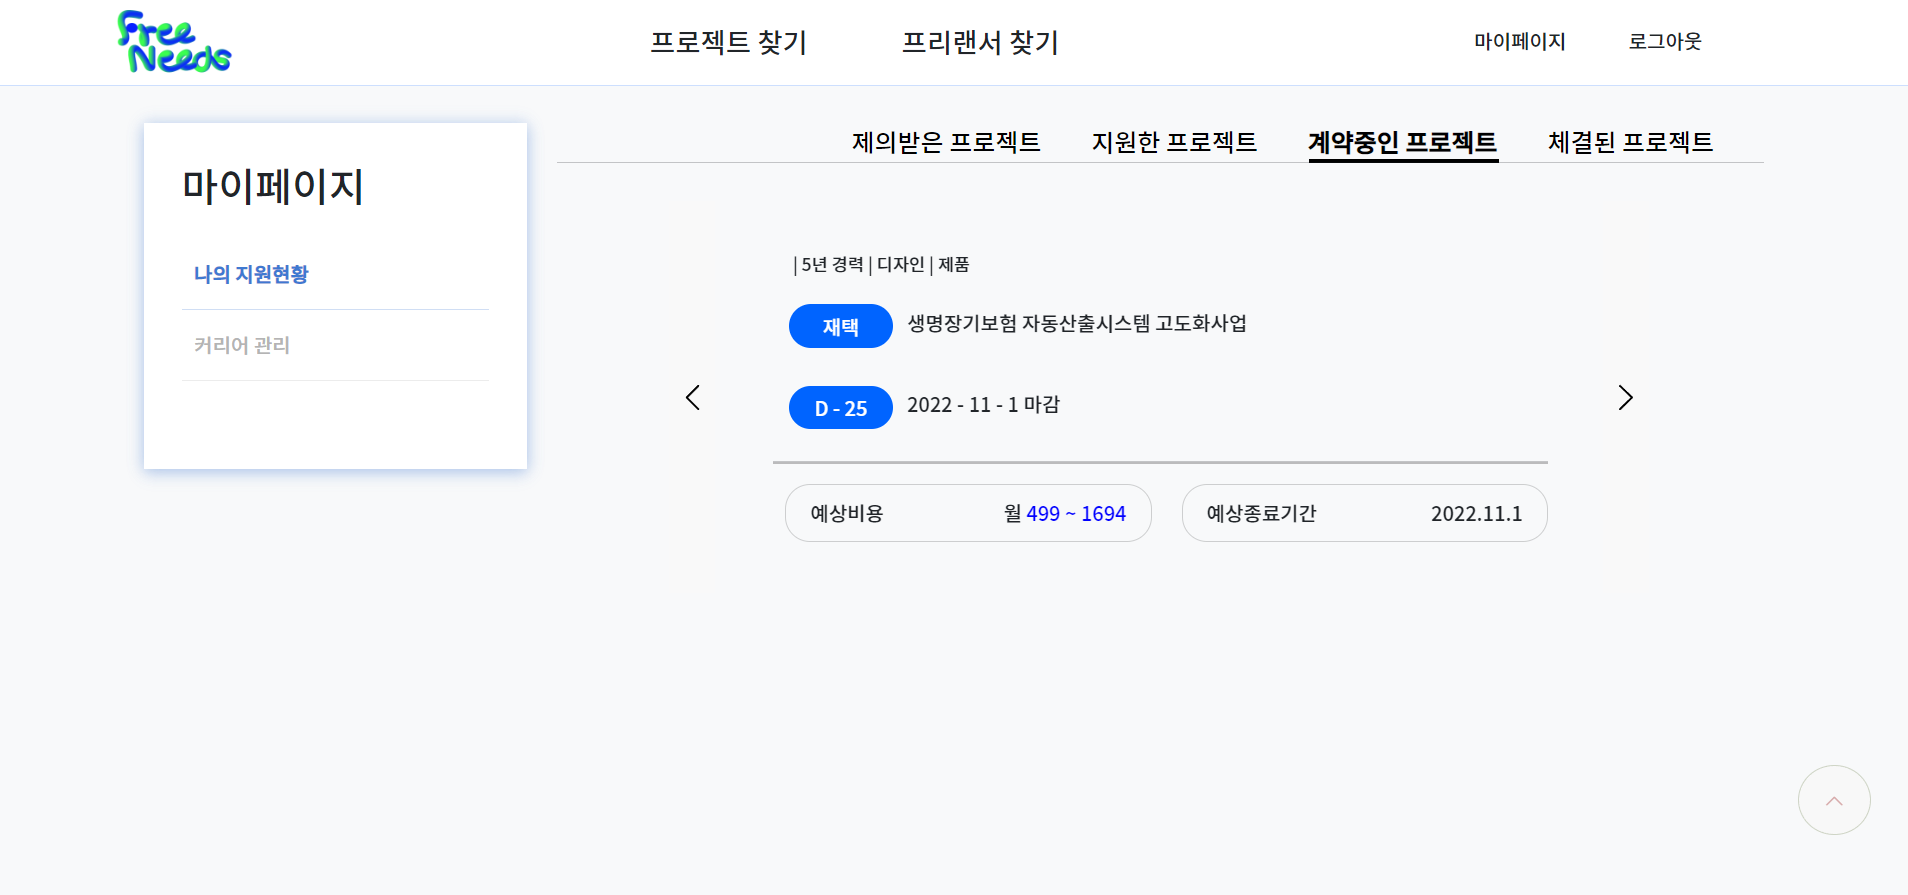 Free Needs
프로젝트 찾기
프리랜서 찾기
마이페이지
로그아웃
마이페이지
나의 지원현황
커리어 관리
제의받은 프로젝트
지원한 프로젝트
계약중인 프로젝트
체결된 프로젝트
| 5년 경력 | 디자인 | 제품
재택
생명장기보험 자동산출시스템 고도화사업
D - 25
2022 - 11 - 1 마감
예상비용
월 499 ~ 1694
예상종료기간
2022.11.1